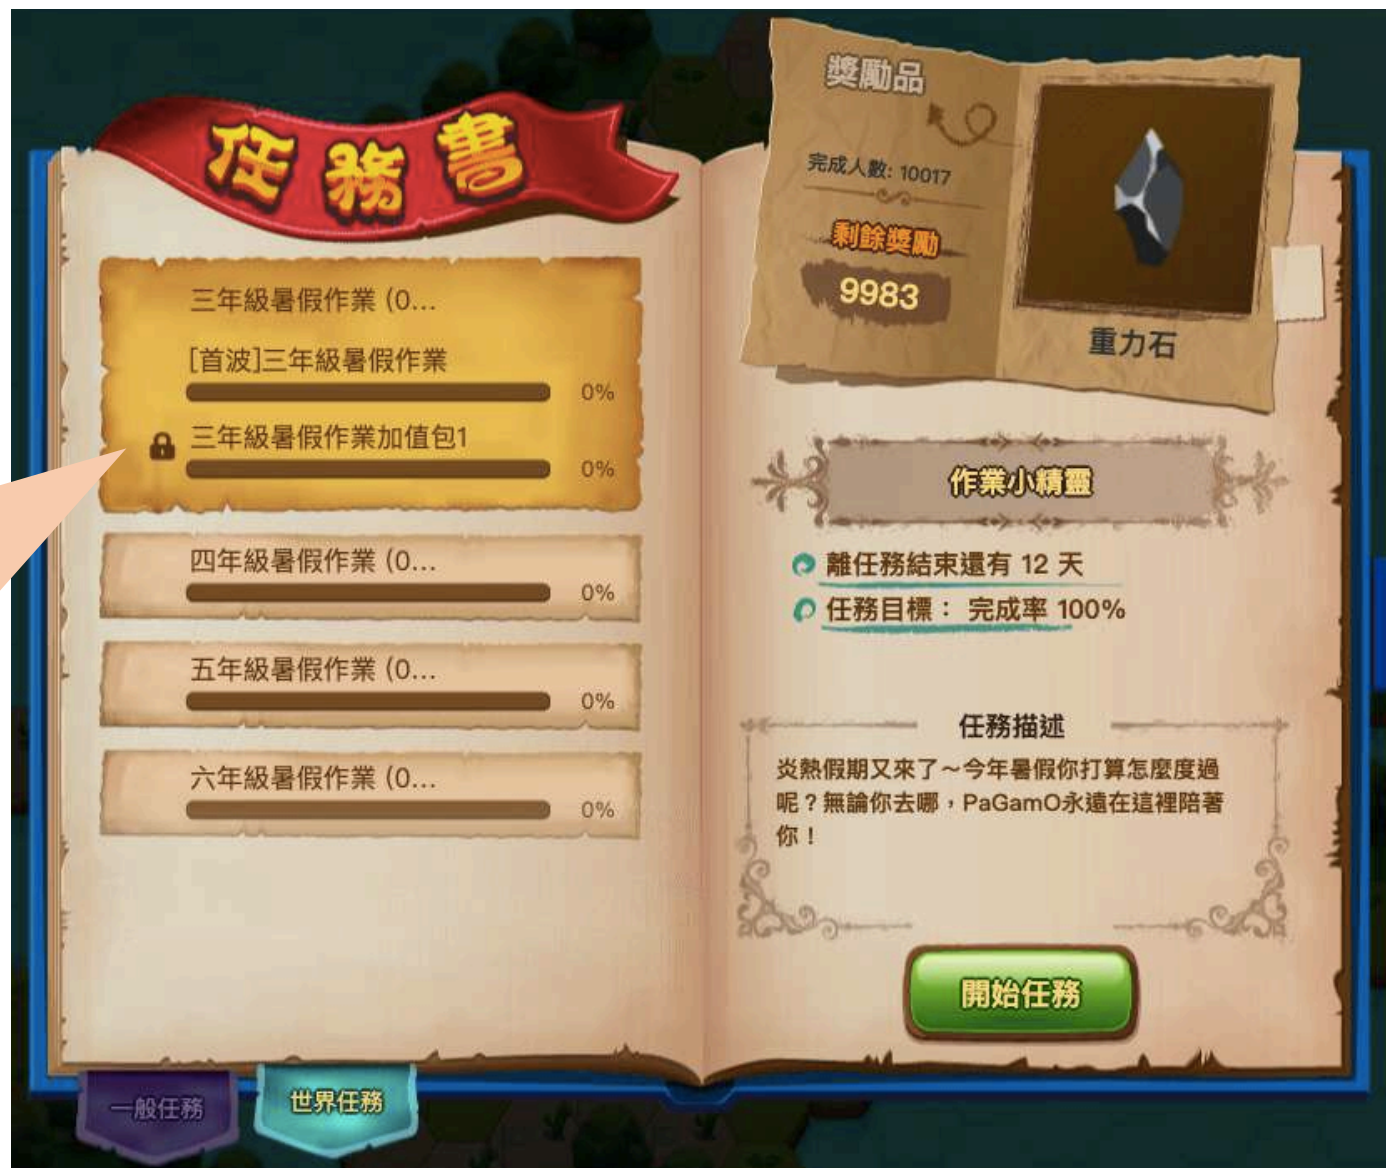 任務書
三年級暑假作業 (0...
[首波]三年級暑假作業
0%
三年級暑假作業加值包1
0%
四年級暑假作業 (0...
0%
五年級暑假作業 (0...
0%
六年級暑假作業 (0...
0%
一般任務
世界任務
獎勵品
完成人數: 10017
剩餘獎勵
9983
重力石
作業小精靈
離任務結束還有 12 天
任務目標： 完成率 100%
任務描述
炎熱假期又來了～今年暑假你打算怎麼度過
呢？無論你去哪，PaGamO永遠在這裡陪著
你！
開始任務